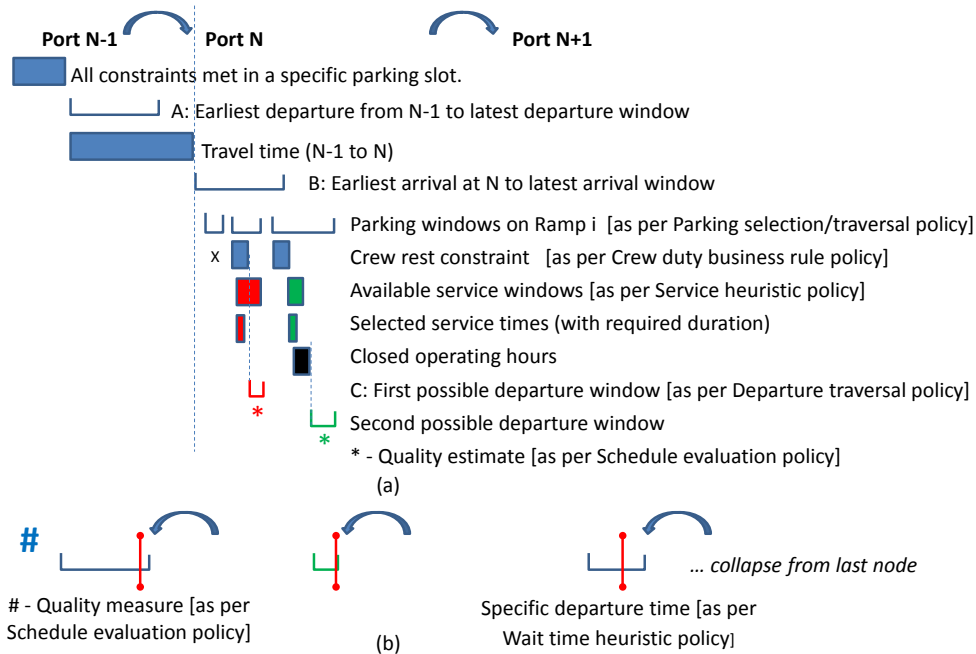 Port N-1 Port N Port N+1
All constraints met in a specific parking slot.
A: Earliest departure from N-1 to latest departure window
Travel time (N-1 to N)
B: Earliest arrival at N to latest arrival window
Parking windows on Ramp i [as per Parking selection/traversal policy]
x Crew rest constraint [as per Crew duty business rule policy]
Available service windows [as per Service heuristic policy]
Selected service times (with required duration)
Closed operating hours
C: First possible departure window [as per Departure traversal policy]
*
Second possible departure window
*
* - Quality estimate [as per Schedule evaluation policy]
(a)
#
... collapse from last node
# - Quality measure [as per
Schedule evaluation policy]
Specific departure time [as per
Wait time heuristic policy]
(b)